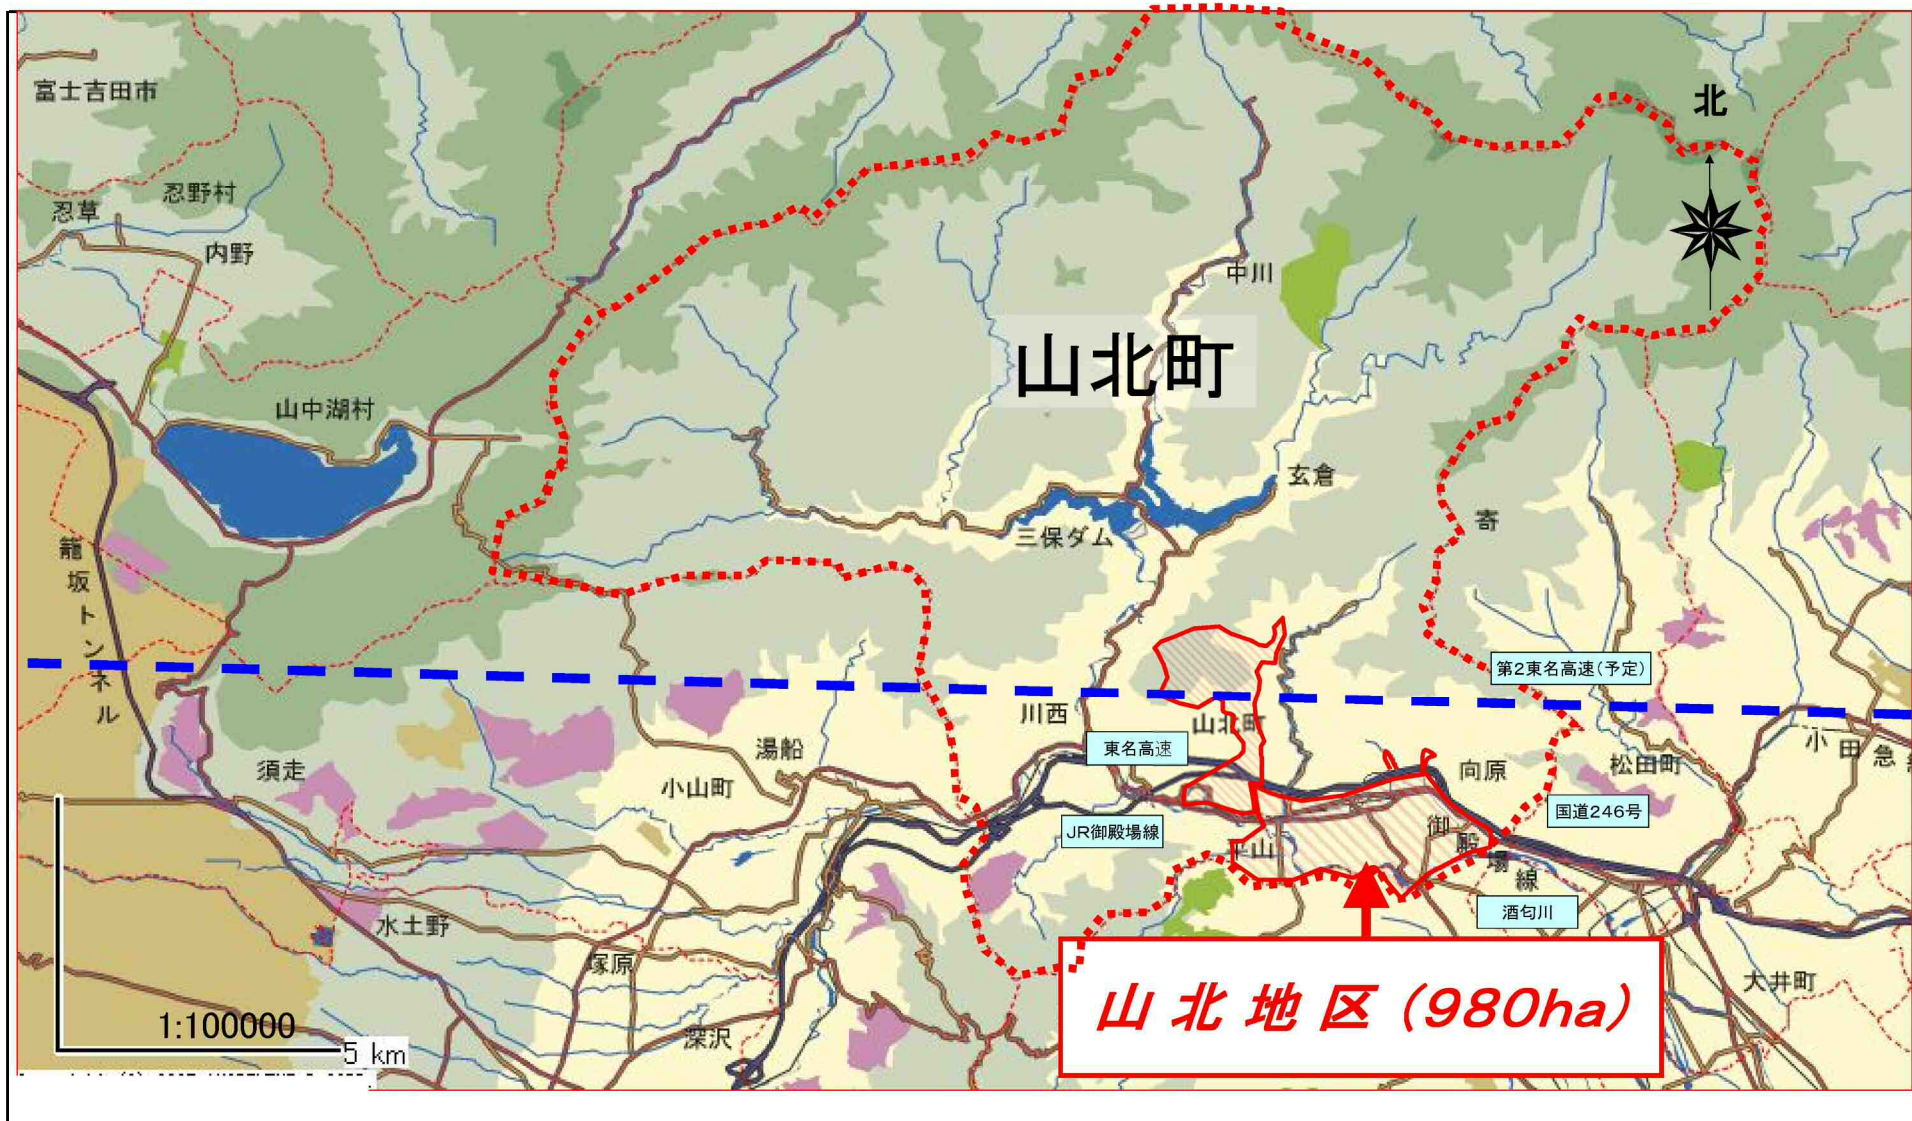 富士吉田市
北
忍野村
忍草
内野
中川
山北町
山中湖村
玄倉
寄
三保ダム
籠坂トンネル
第2東名高速(予定)
川西
山北町
東名高速
小田急
湯船
須走
向原
松田町
小山町
国道246号
JR御殿場線
御殿場線
平山
酒匂川
水土野
塚原
大井町
山北地区(980ha)
1:100000
深沢
5 km